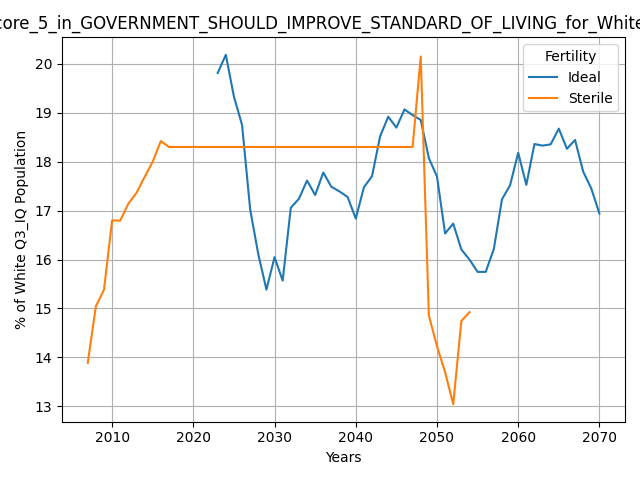 core_5_in_GOVERNMENT_SHOULD_IMPROVE_STANDARD_OF_LIVING_for_White
Fertility
Ideal
Sterile
% of White Q3_IQ Population
20
19
18
17
16
15
14
13
2010 2020 2030 2040 2050 2060 2070
Years